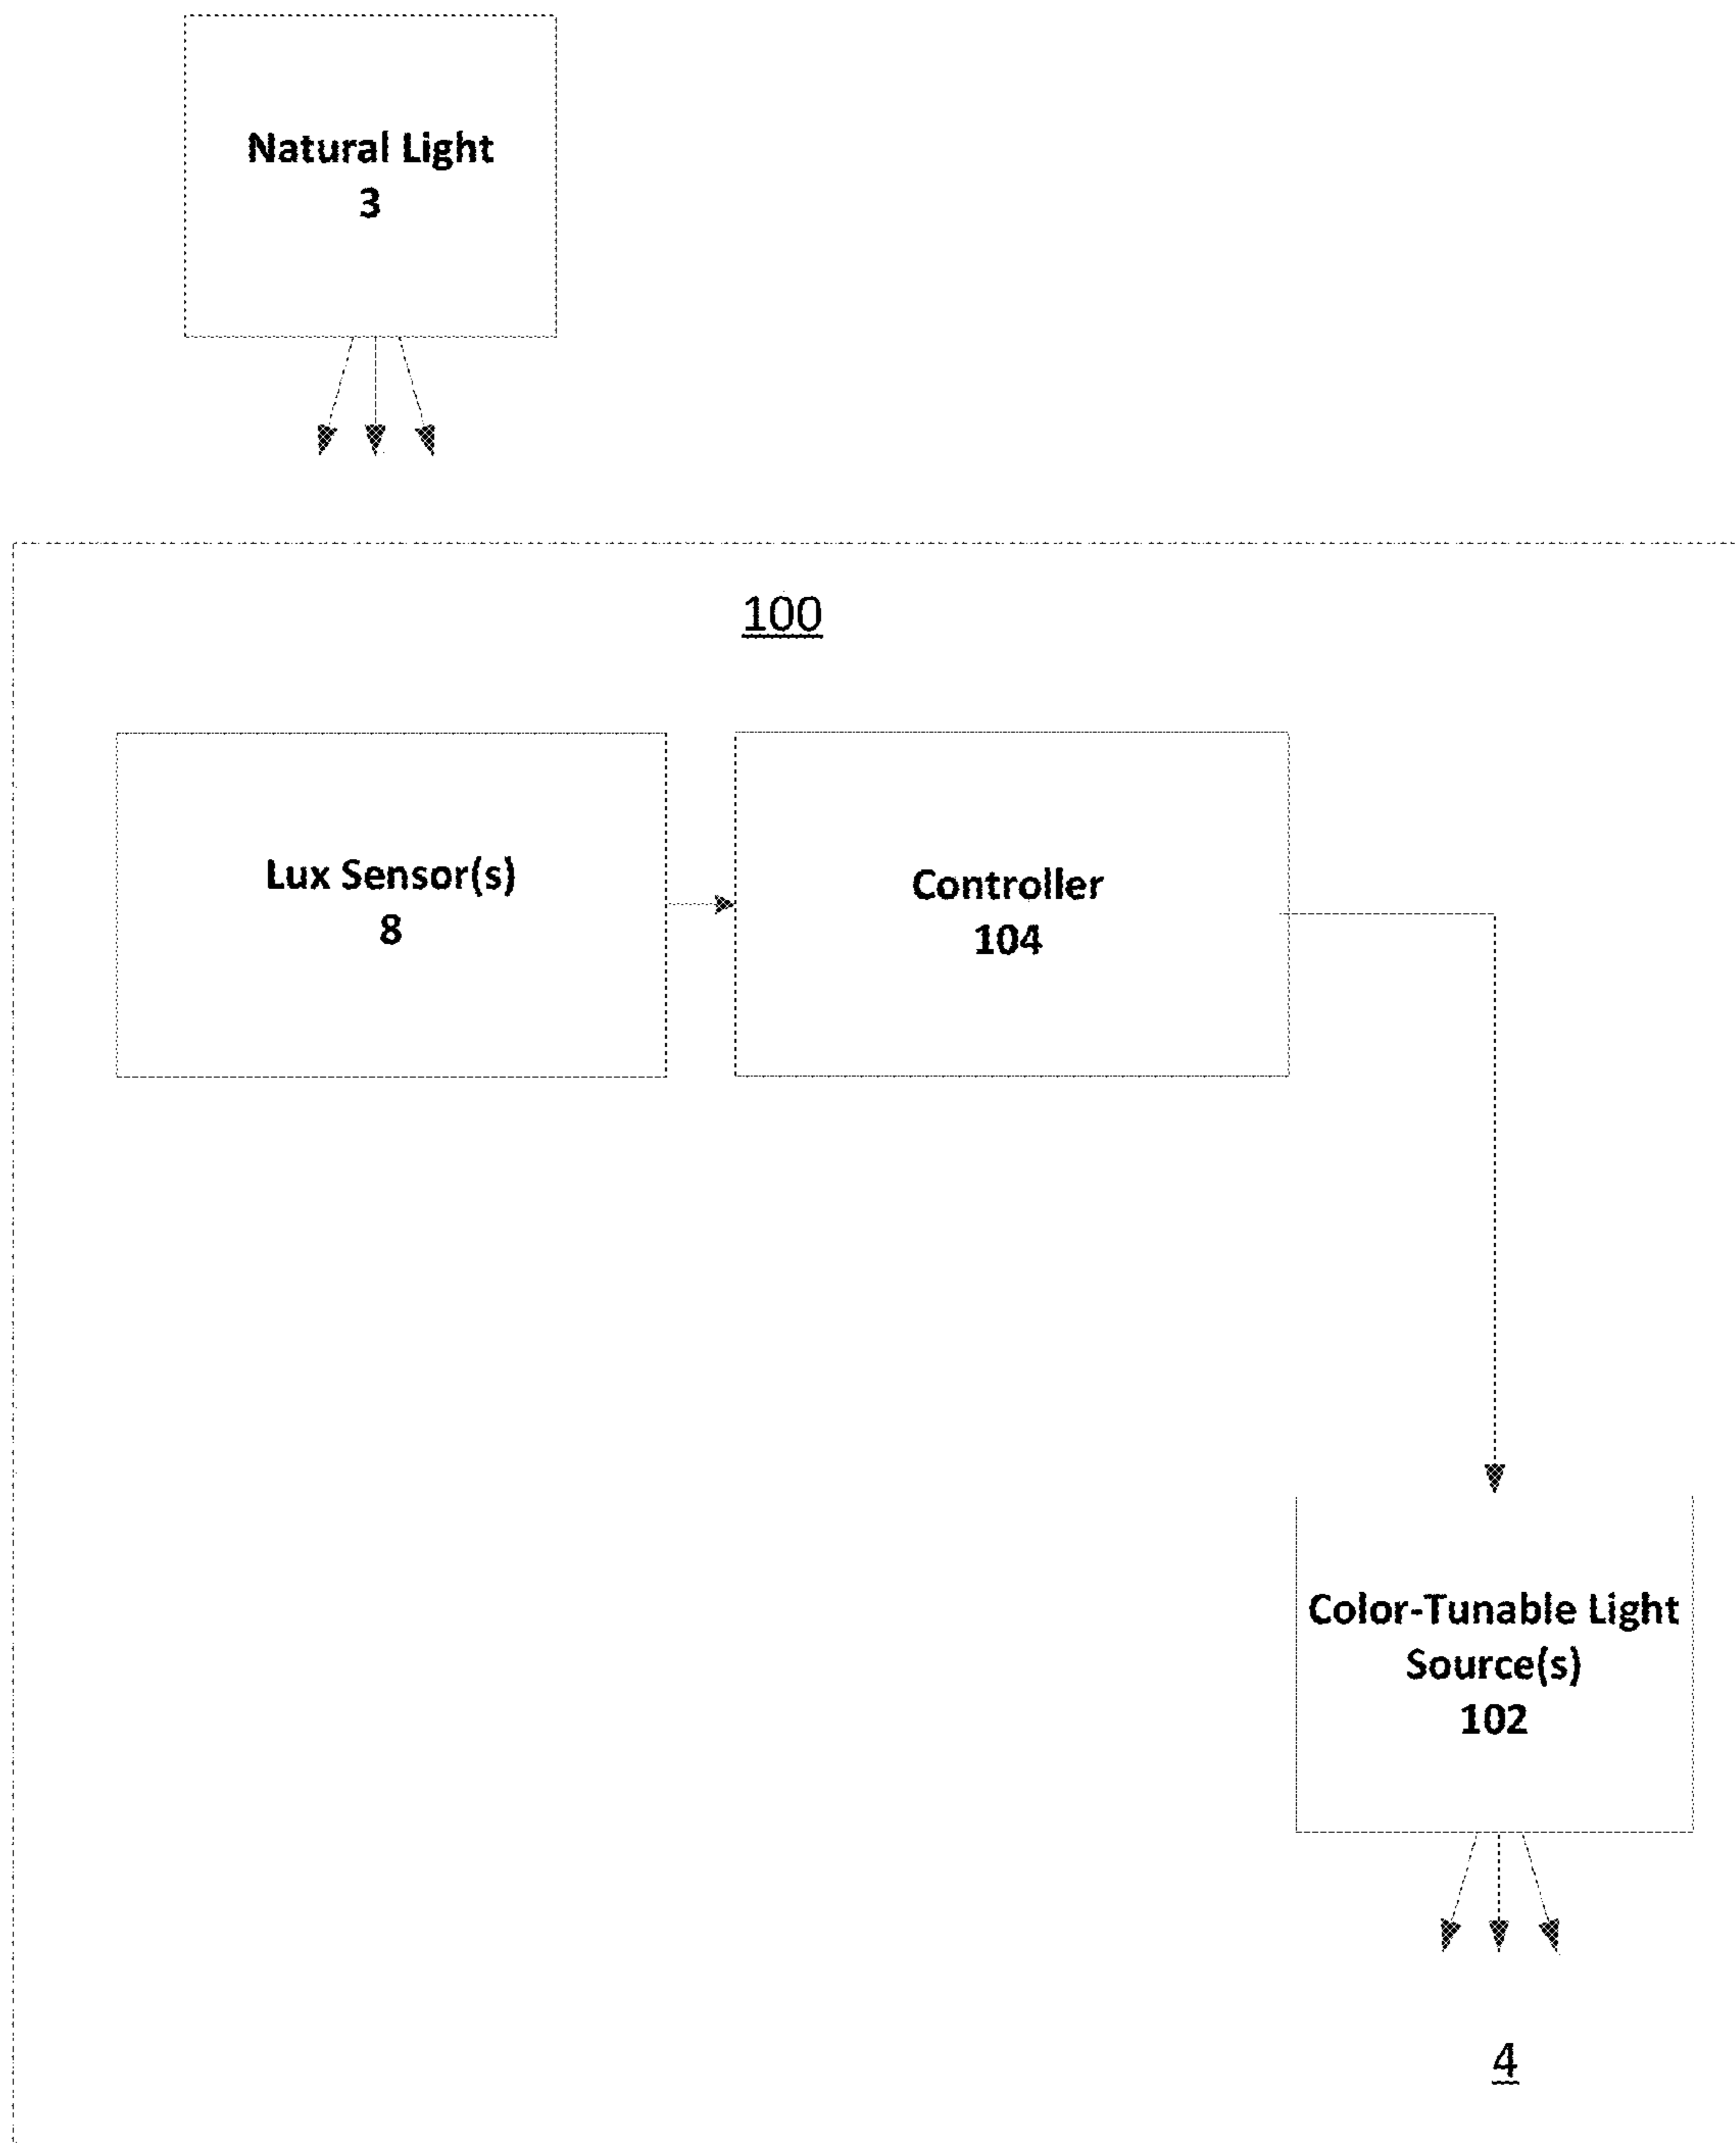 Natural Light
3
100
Lux Sensor(s)
8
Controller
104
Color-Tunable Light
Source(s)
102
4